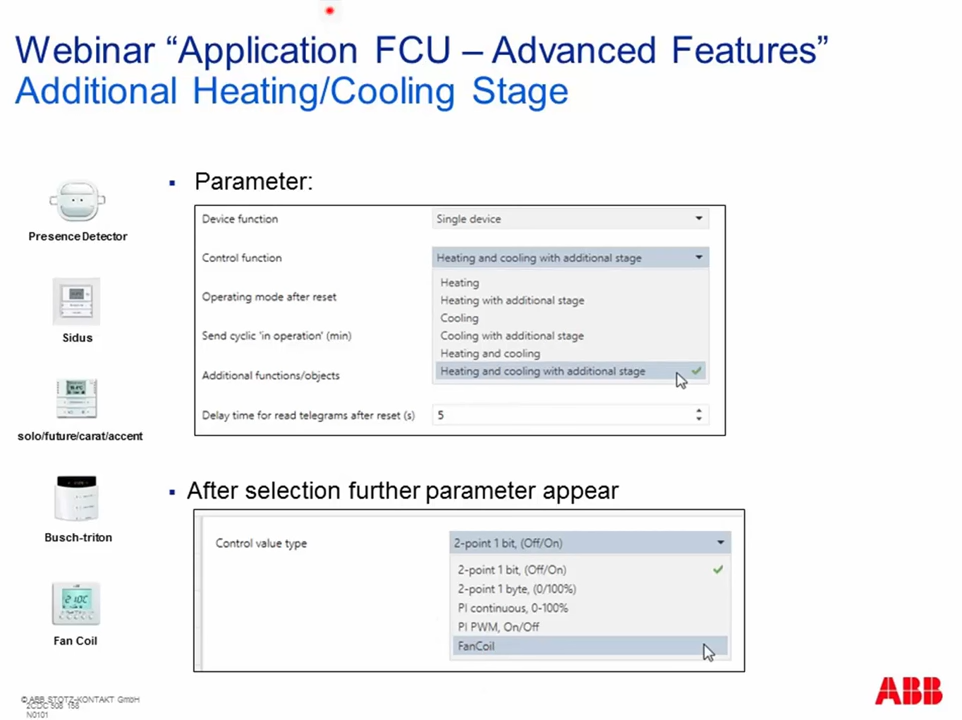 Webinar “Application FCU – Advanced Features”
Additional Heating/Cooling Stage
Presence Detector
Sidus
solo/future/carat/accent
Busch-triton
Fan Coil
▪ Parameter:
Device function Single device
Control function Heating and cooling with additional stage
Heating
Operating mode after reset Heating with additional stage
Cooling
Send cyclic 'in operation' (min) Cooling with additional stage
Heating and cooling
Additional functions/objects Heating and cooling with additional stage
Delay time for read telegrams after reset (s) 5
▪ After selection further parameter appear
Control value type 2-point 1 bit, (Off/On)
2-point 1 bit, (Off/On)
2-point 1 byte, (0/100%)
PI continuous, 0-100%
PI PWM, On/Off
FanCoil
© ABB STOTZ-KONTAKT GmbH
N0101
ABB